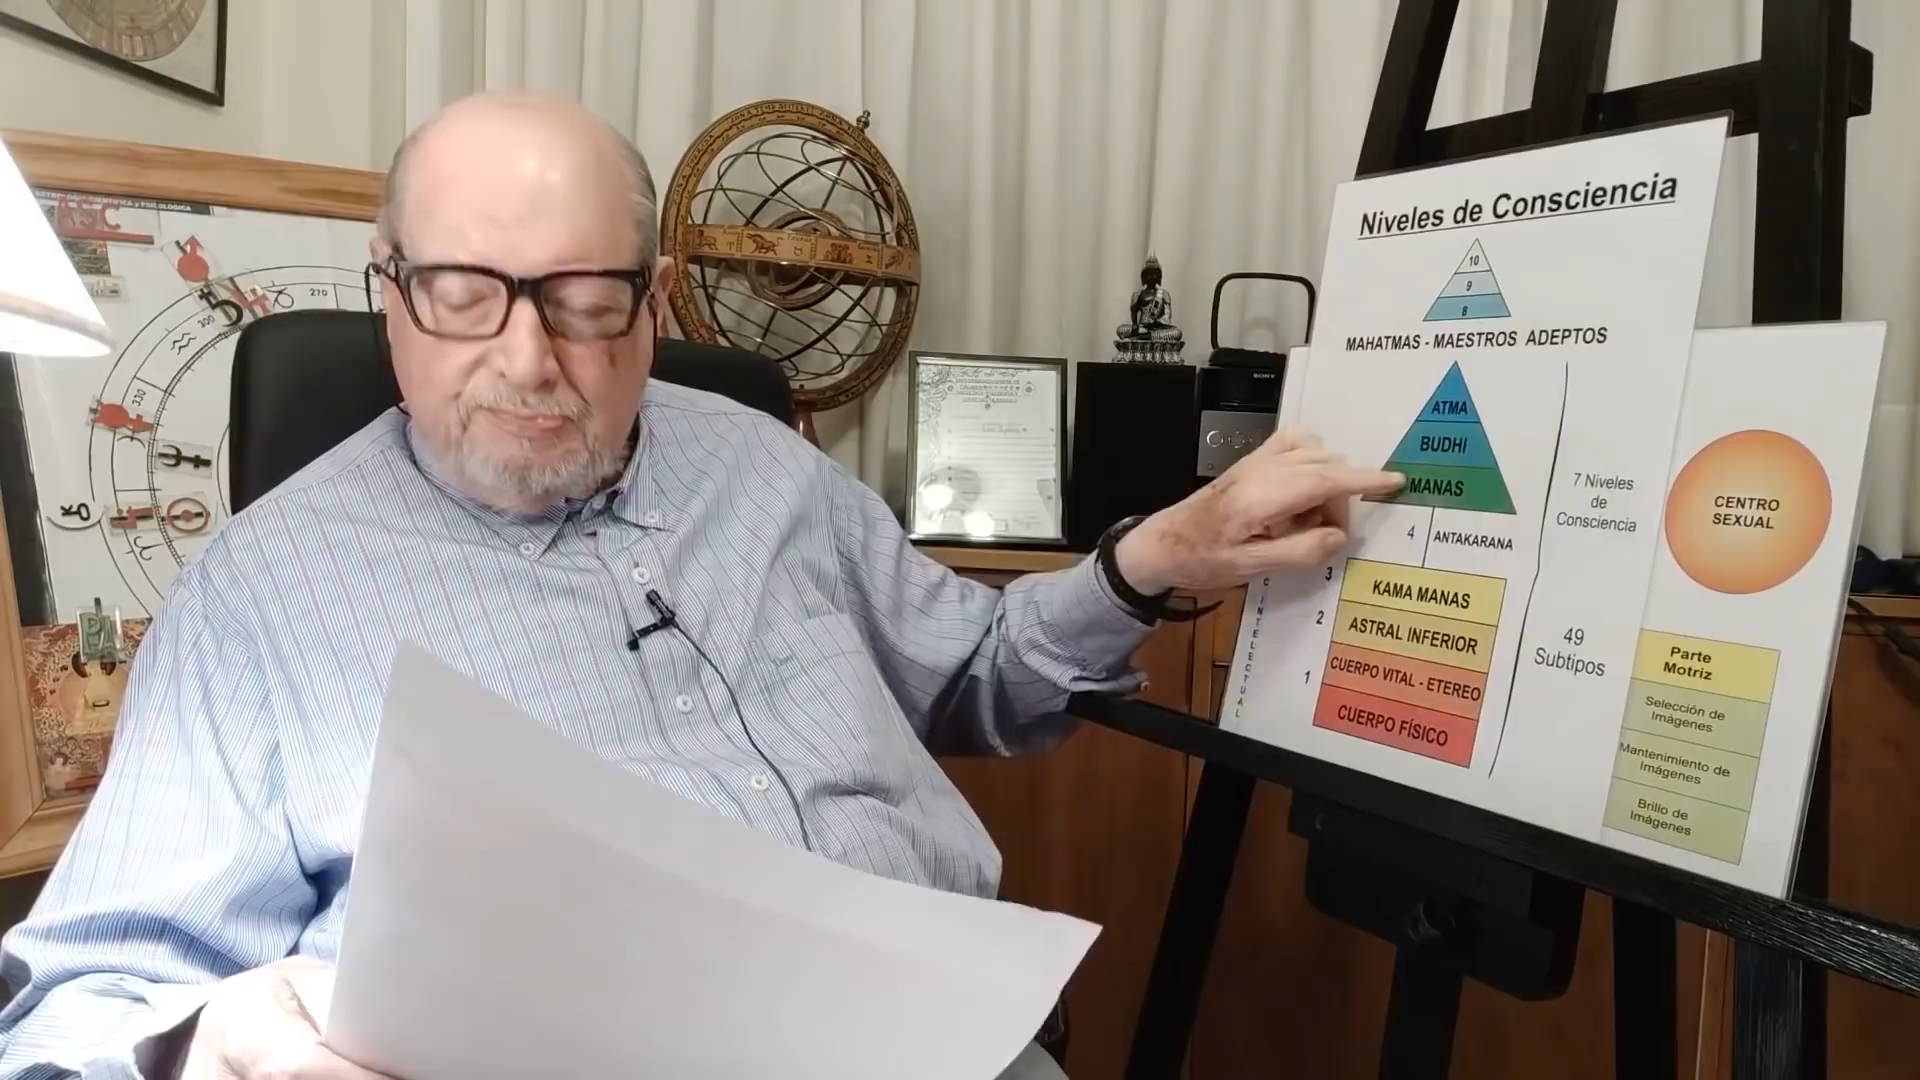 Niveles de Consciencia
10
9
8
MAHATMAS - MAESTROS ADEPTOS
ATMA
BUDHI
MANAS
4
ANTAKARANA
3
KAMA MANAS
2
ASTRAL INFERIOR
1
CUERPO VITAL - ETEREO
CUERPO FÍSICO
7 Niveles
de
Consciencia
49
Subtipos
CENTRO
SEXUAL
Parte
Motriz
Selección de
Imágenes
Mantenimiento de
Imágenes
Brillo de
Imágenes
SONY
270
300
330